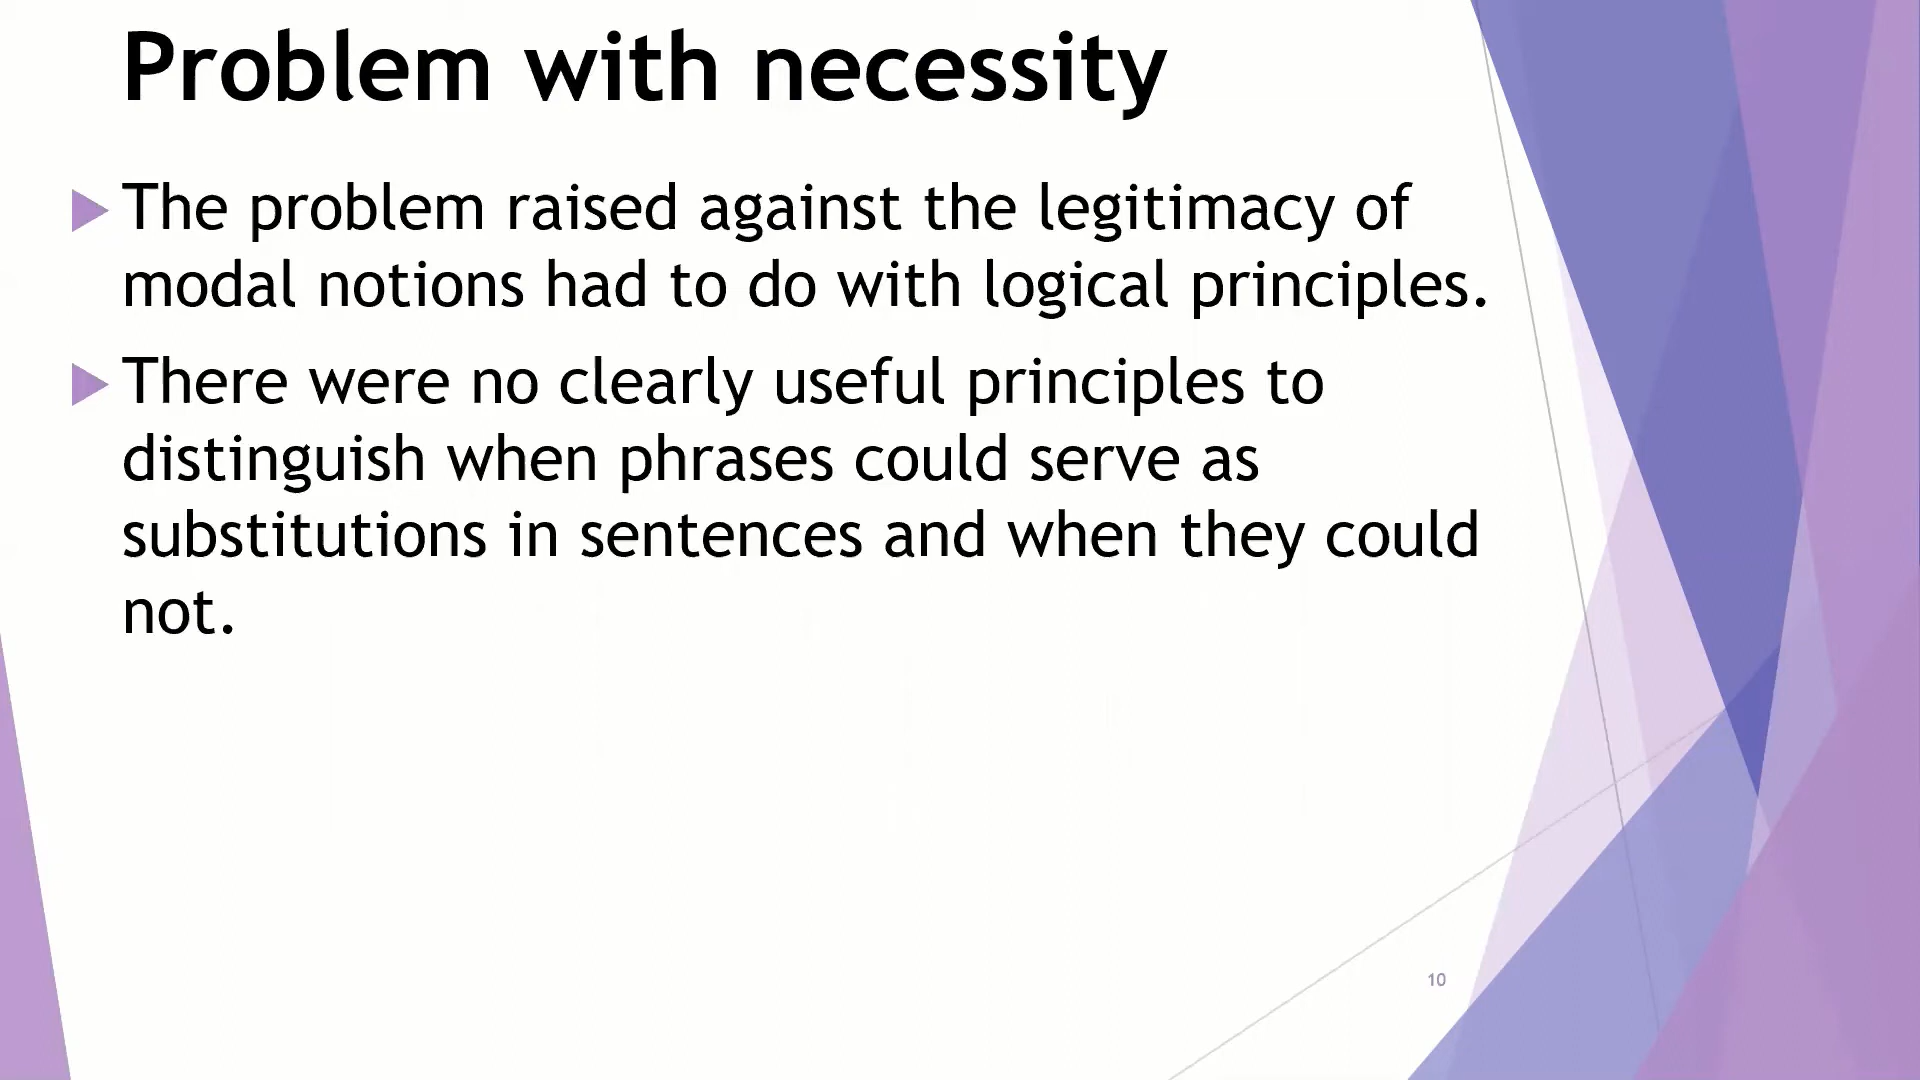 Problem with necessity
The problem raised against the legitimacy of
modal notions had to do with logical principles.
There were no clearly useful principles to
distinguish when phrases could serve as
substitutions in sentences and when they could
not.
10